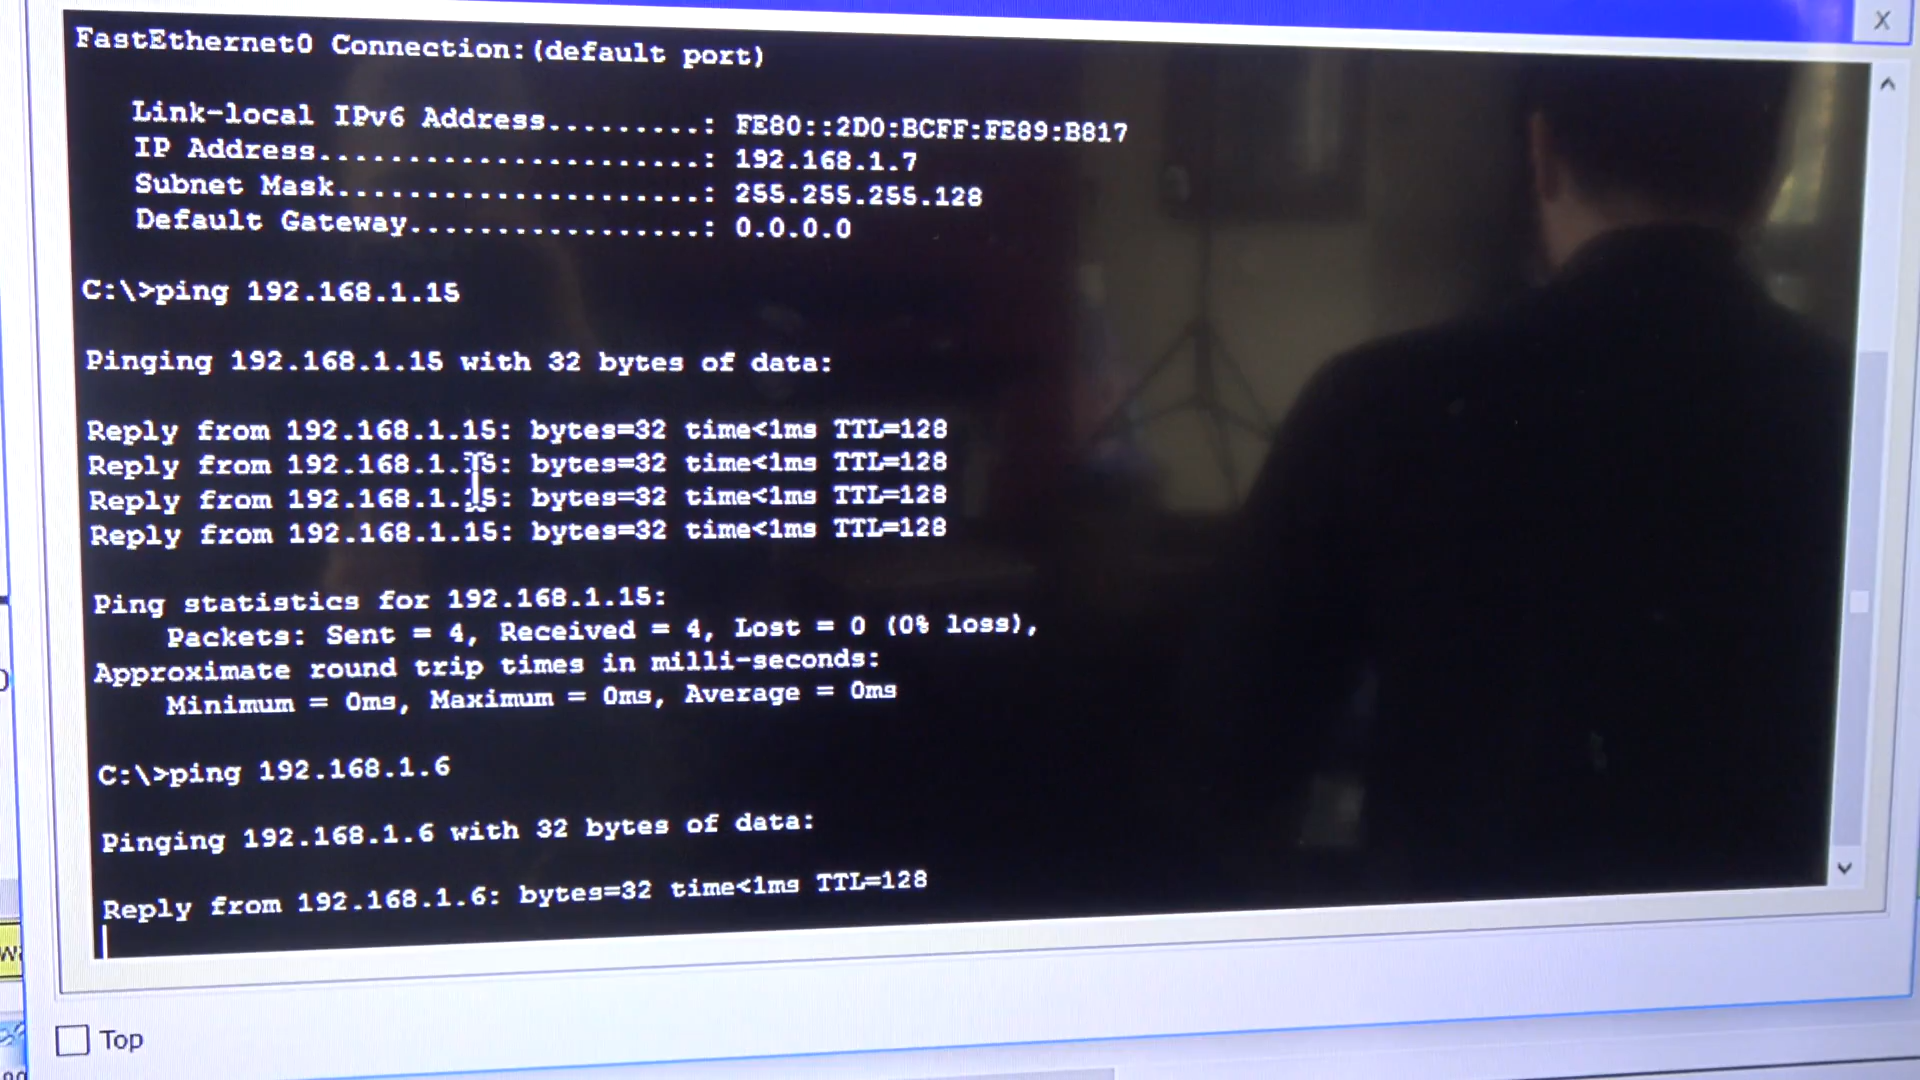 FastEthernet0 Connection:(default port)
Link-local IPv6 Address.........: FE80::2D0:BCFF:FE89:B817
IP Address......................: 192.168.1.7
Subnet Mask.....................: 255.255.255.128
Default Gateway.................: 0.0.0.0
C:\>ping 192.168.1.15
Pinging 192.168.1.15 with 32 bytes of data:
Reply from 192.168.1.15: bytes=32 time<1ms TTL=128
Reply from 192.168.1.15: bytes=32 time<1ms TTL=128
Reply from 192.168.1.15: bytes=32 time<1ms TTL=128
Reply from 192.168.1.15: bytes=32 time<1ms TTL=128
Ping statistics for 192.168.1.15:
Packets: Sent = 4, Received = 4, Lost = 0 (0% loss),
Approximate round trip times in milli-seconds:
Minimum = 0ms, Maximum = 0ms, Average = 0ms
C:\>ping 192.168.1.6
Pinging 192.168.1.6 with 32 bytes of data:
Reply from 192.168.1.6: bytes=32 time<1ms TTL=128
Top